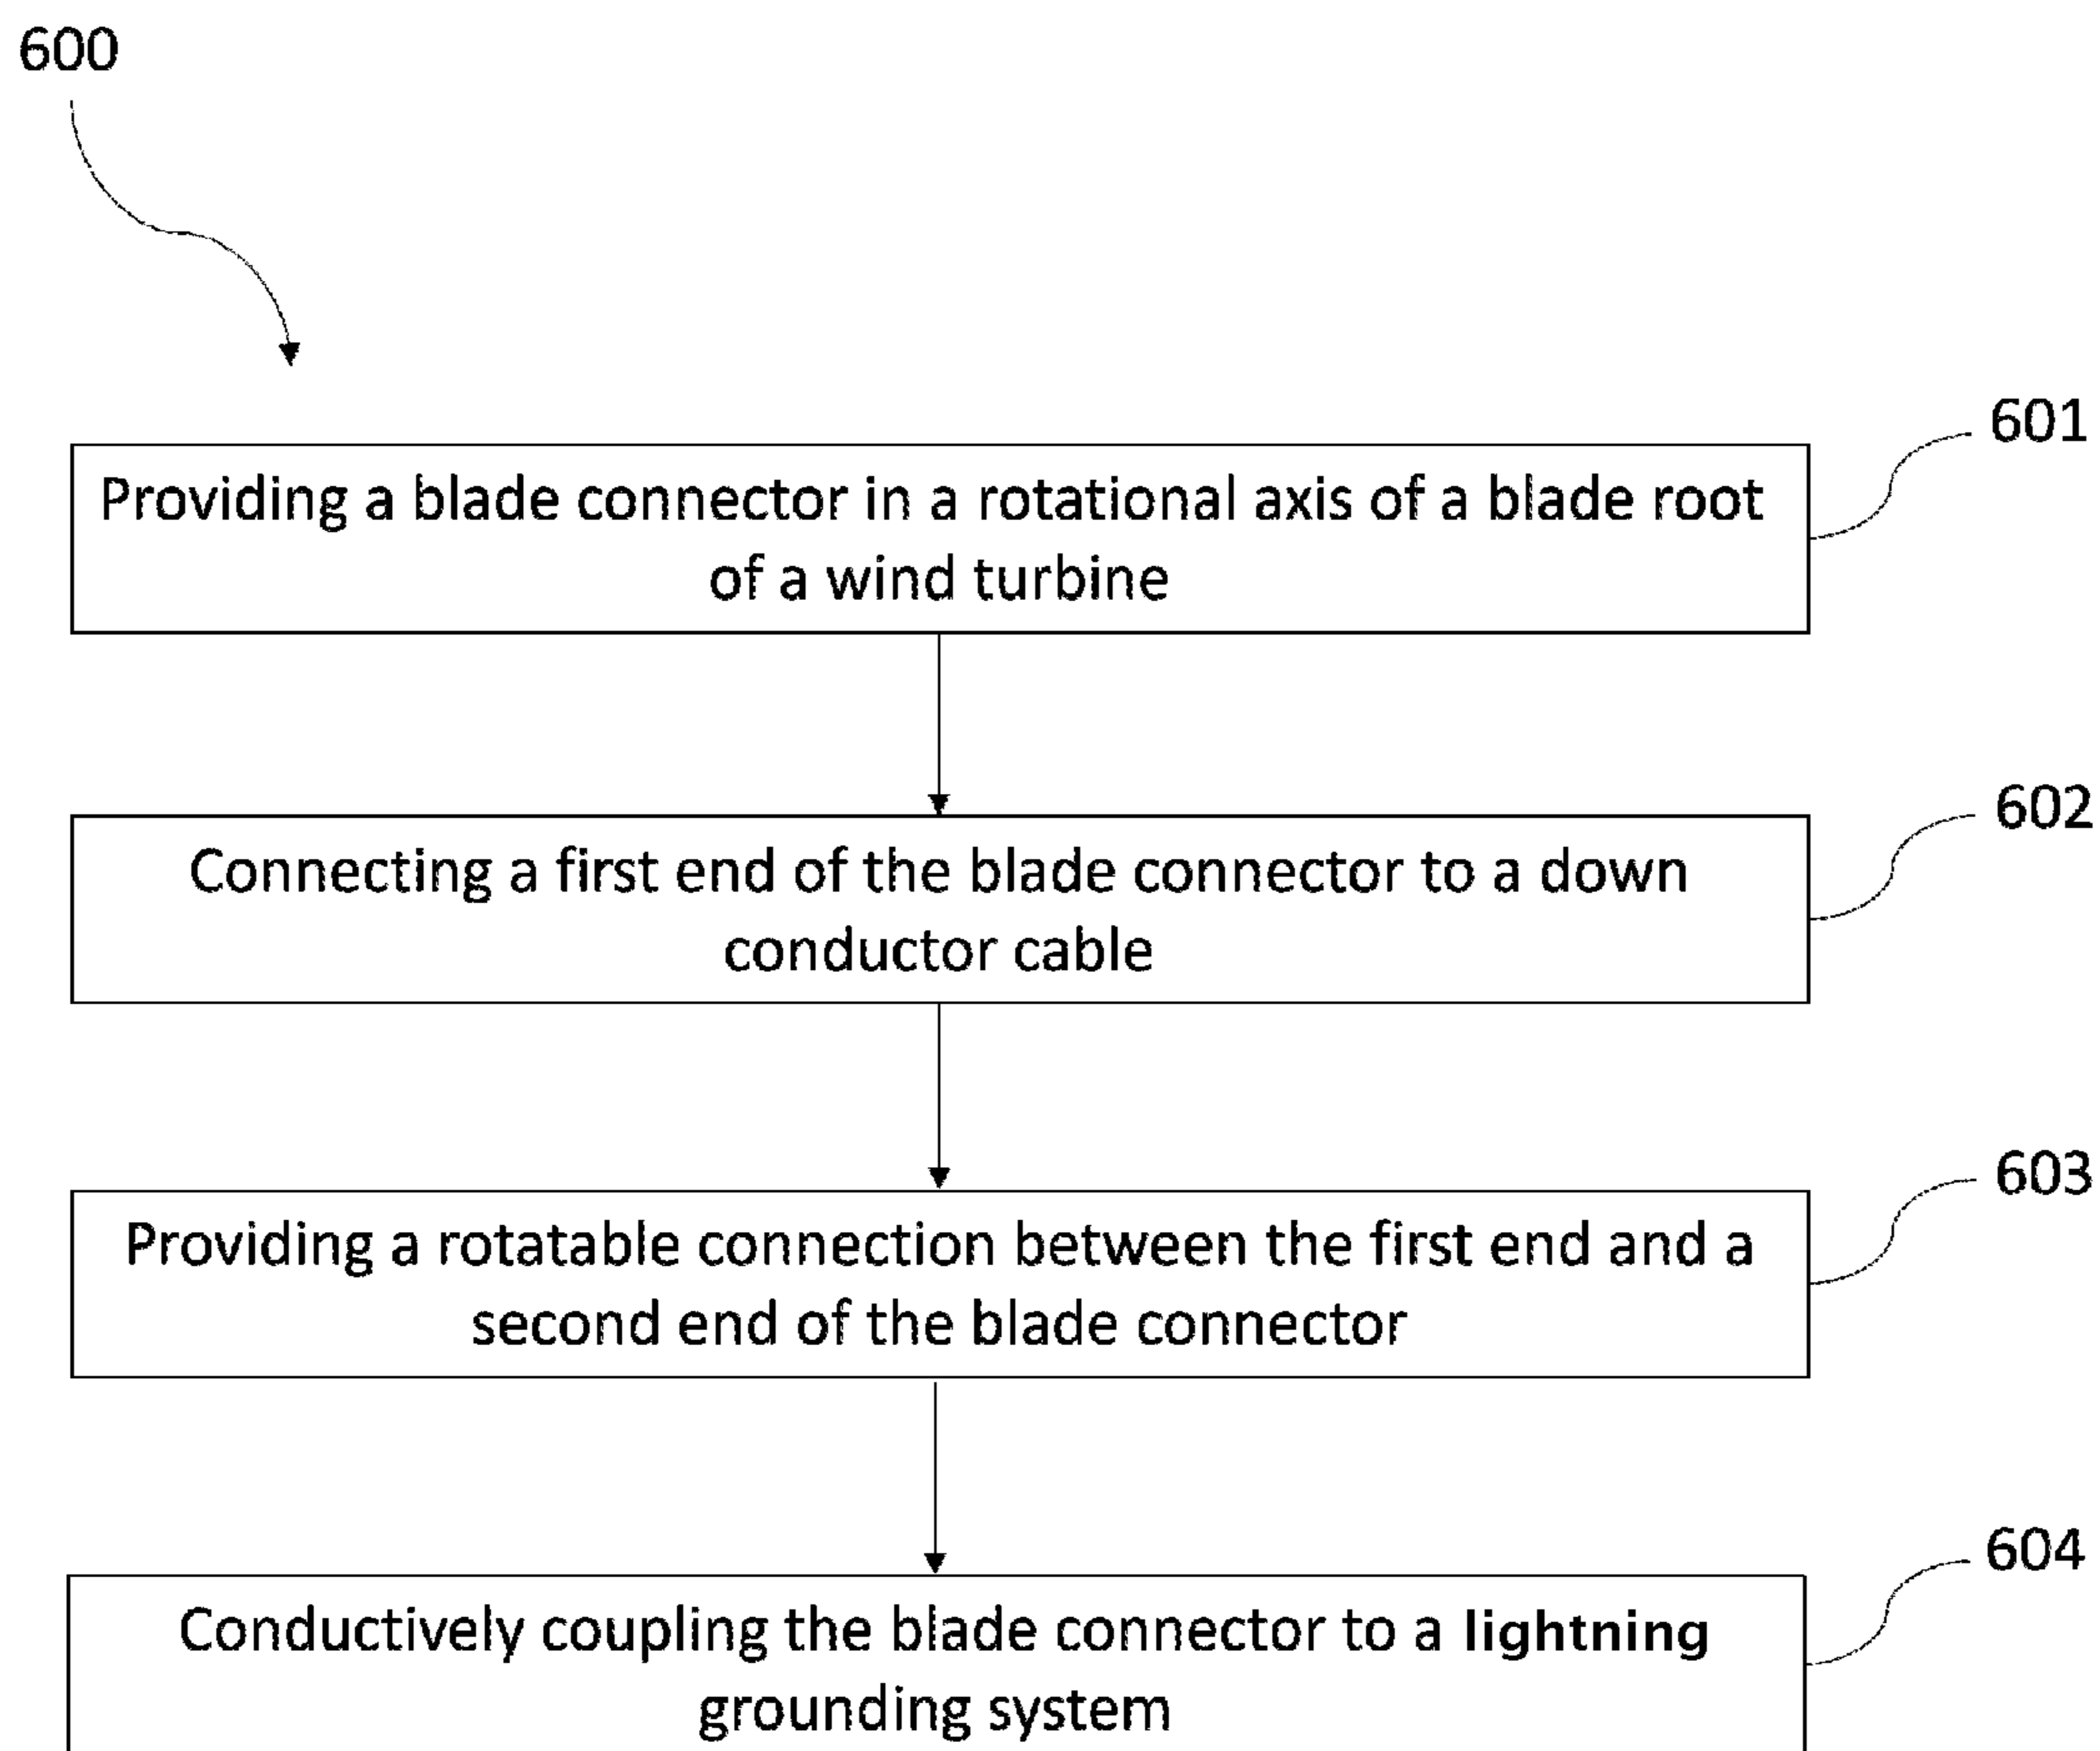 600
601
Providing a blade connector in a rotational axis of a blade root
of a wind turbine
602
Connecting a first end of the blade connector to a down
conductor cable
603
Providing a rotatable connection between the first end and a
second end of the blade connector
604
Conductively coupling the blade connector to a lightning
grounding system